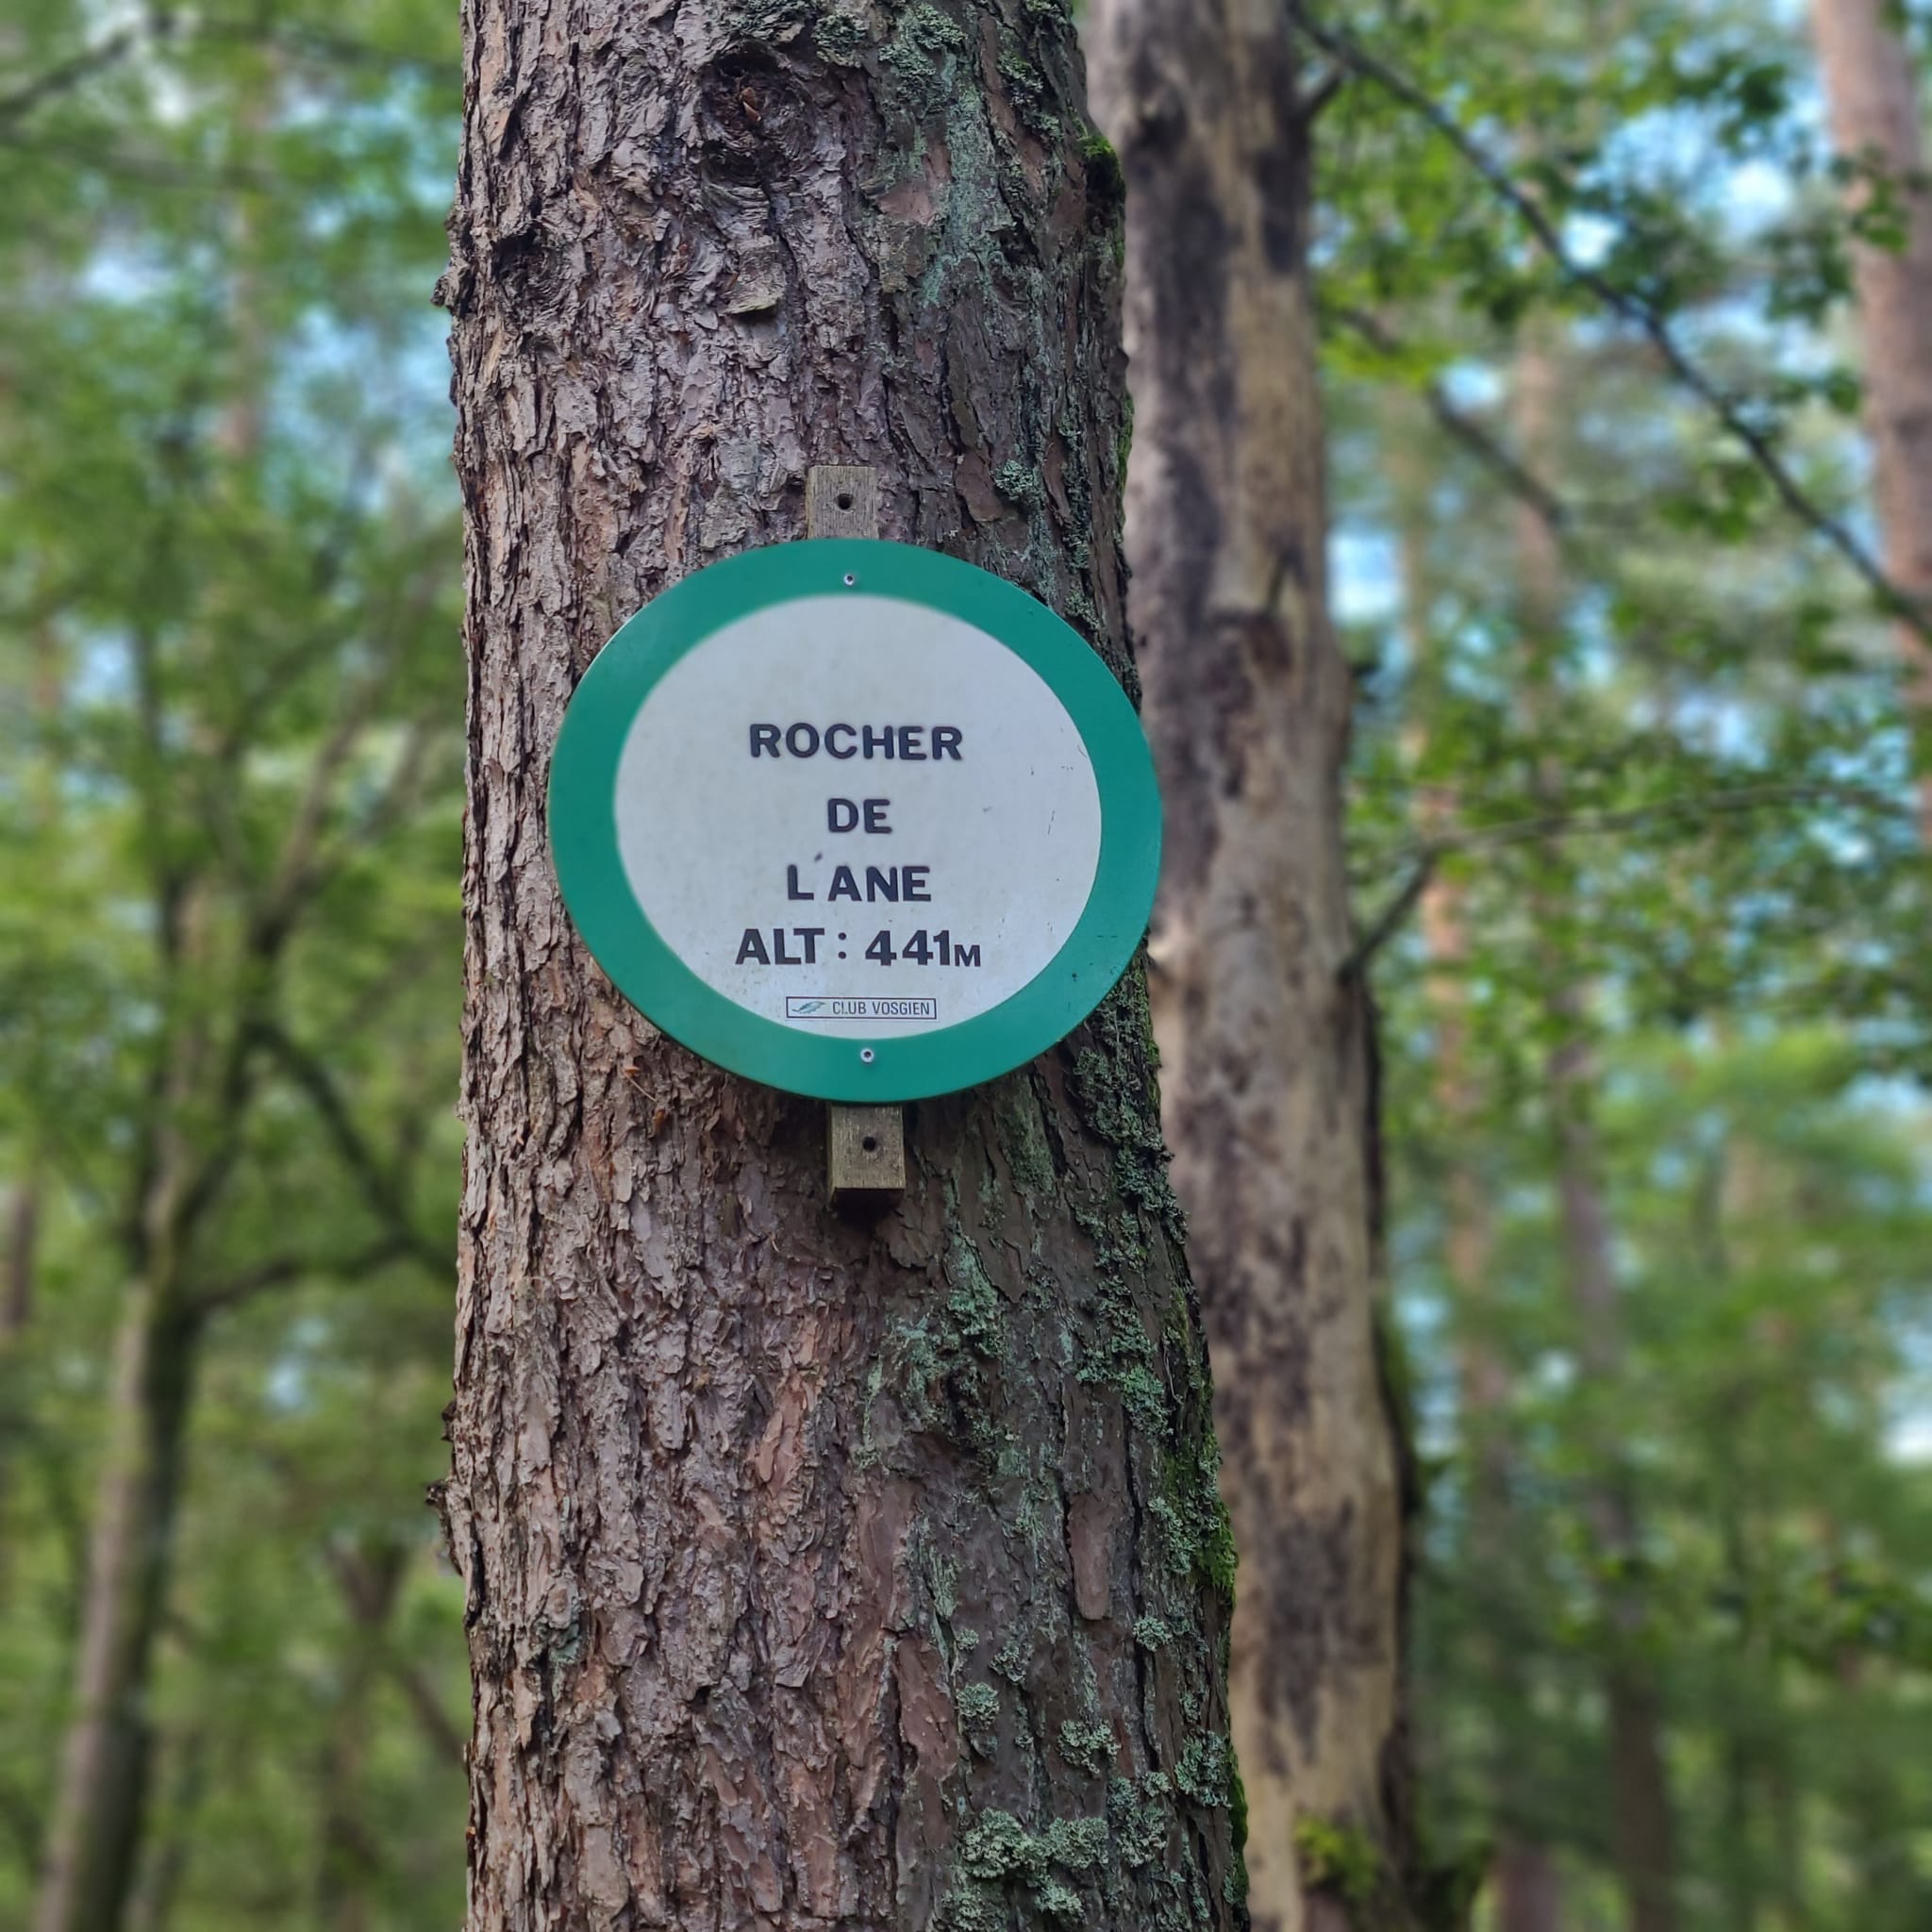 ROCHER
DE
L'ANE
ALT : 441M
CLUB VOSGIEN